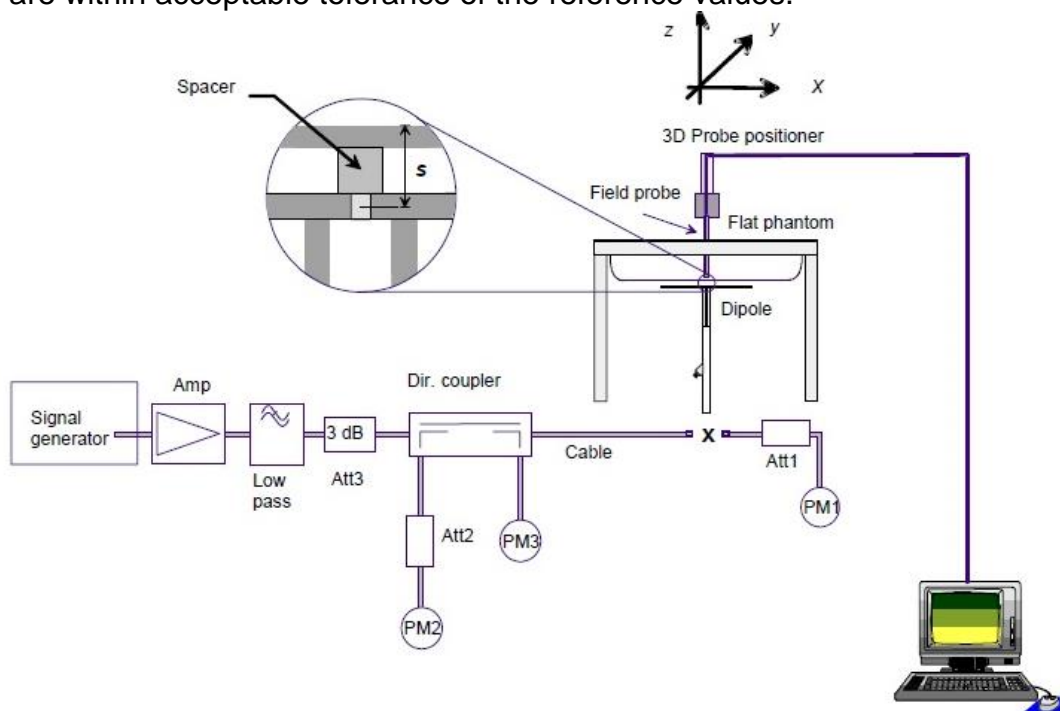 are within acceptable tolerance of the reference values.
z
y
x
Spacer
s
3D Probe positioner
Field probe
Flat phantom
Dipole
Signal
generator
Amp
Low
pass
3 dB
Att3
Dir. coupler
Cable
X
Att1
PM1
Att2
PM3
PM2